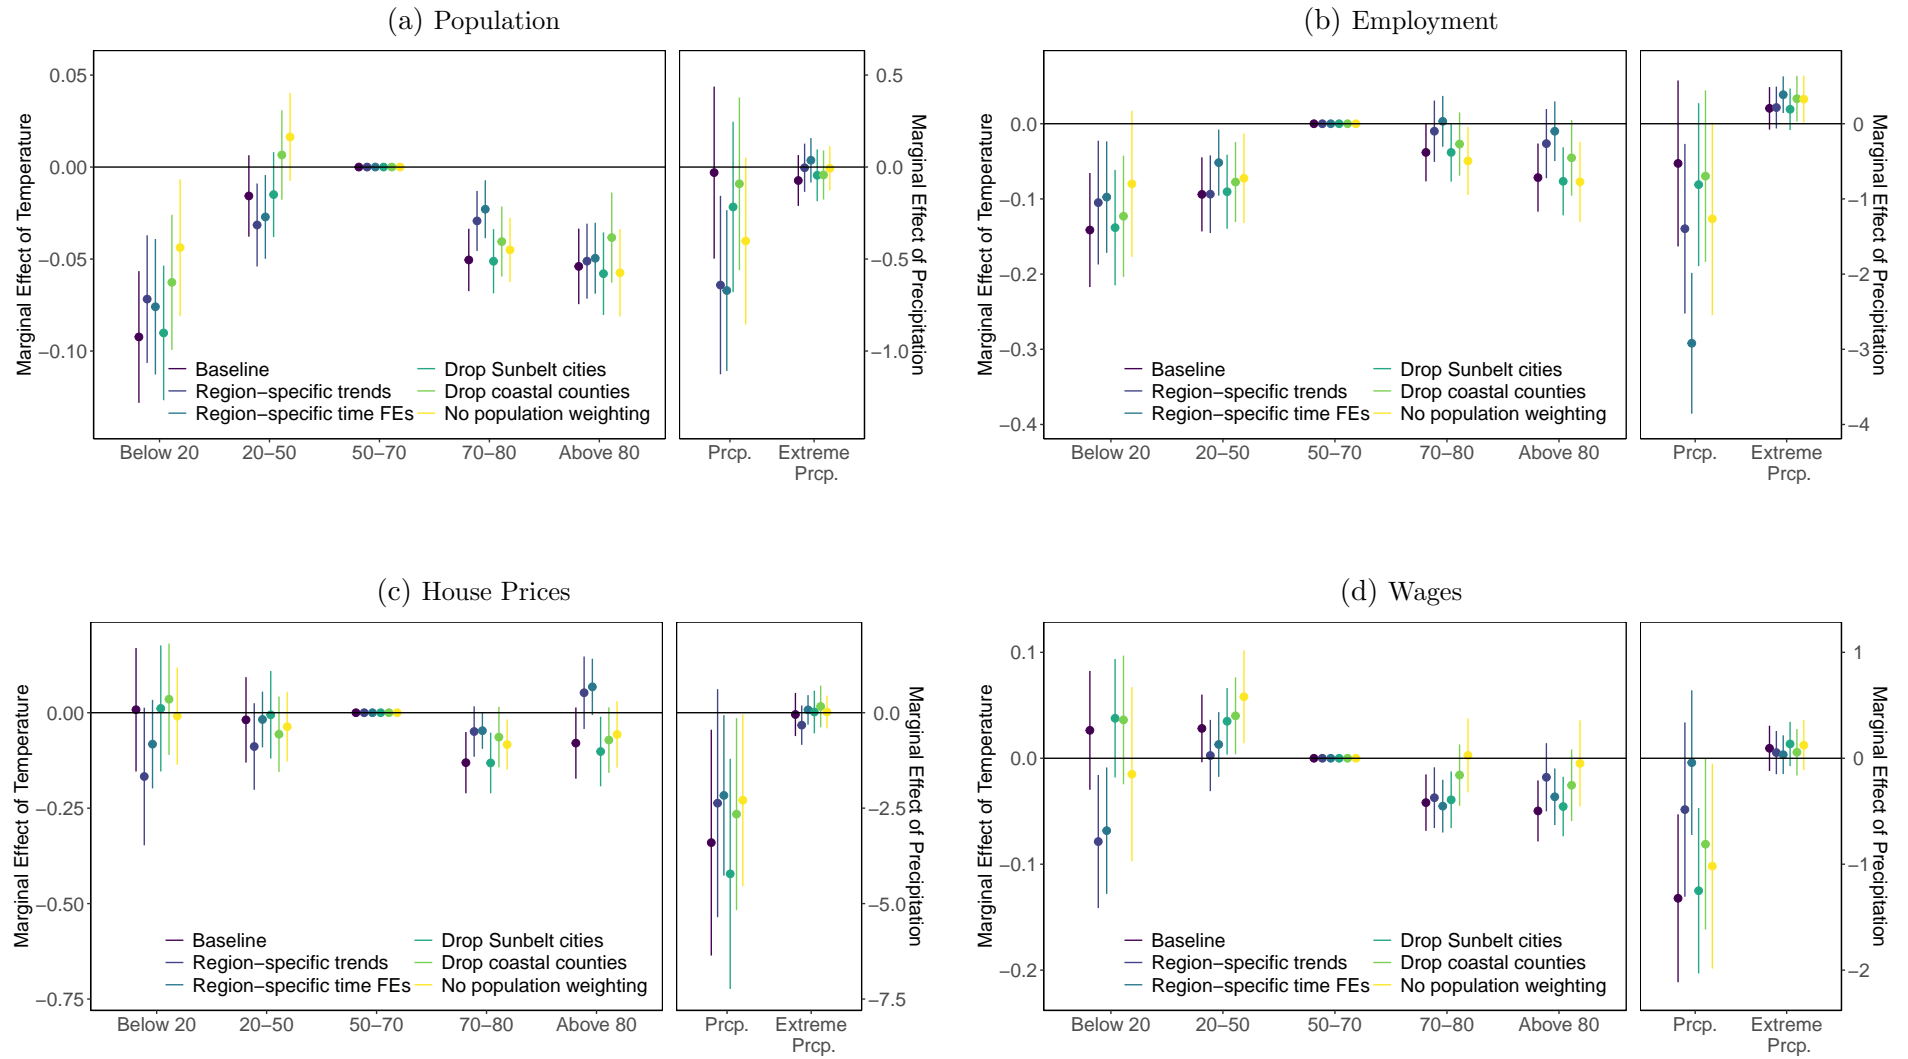 (a) Population
Marginal Effect of Temperature
0.05
0.00
−0.05
−0.10
Baseline
Region−specific trends
Region−specific time FEs
Drop Sunbelt cities
Drop coastal counties
No population weighting
Below 20
20−50
50−70
70−80
Above 80
0.5
0.0
−0.5
−1.0
Marginal Effect of Precipitation
Prcp.
Extreme
Prcp.
(b) Employment
Marginal Effect of Temperature
0.0
−0.1
−0.2
−0.3
−0.4
Baseline
Region−specific trends
Region−specific time FEs
Drop Sunbelt cities
Drop coastal counties
No population weighting
Below 20
20−50
50−70
70−80
Above 80
0
−1
−2
−3
−4
Marginal Effect of Precipitation
Prcp.
Extreme
Prcp.
(c) House Prices
Marginal Effect of Temperature
0.00
−0.25
−0.50
−0.75
Baseline
Region−specific trends
Region−specific time FEs
Drop Sunbelt cities
Drop coastal counties
No population weighting
Below 20
20−50
50−70
70−80
Above 80
0.0
−2.5
−5.0
−7.5
Marginal Effect of Precipitation
Prcp.
Extreme
Prcp.
(d) Wages
Marginal Effect of Temperature
0.1
0.0
−0.1
−0.2
Baseline
Region−specific trends
Region−specific time FEs
Drop Sunbelt cities
Drop coastal counties
No population weighting
Below 20
20−50
50−70
70−80
Above 80
1
0
−1
−2
Marginal Effect of Precipitation
Prcp.
Extreme
Prcp.